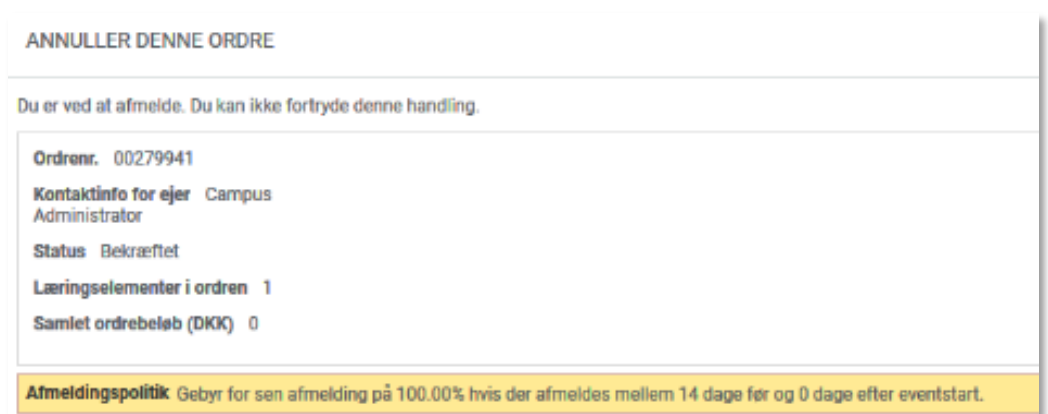 ANNULLER DENNE ORDRE
Du er ved at afmelde. Du kan ikke fortryde denne handling.
Ordrenr. 00279941
Kontaktinfo for ejer Campus
Administrator
Status Bekræftet
Læringselementer i ordren 1
Samlet ordrebeløb (DKK) 0
Afmeldingspolitik Gebyr for sen afmelding på 100.00% hvis der afmeldes mellem 14 dage før og 0 dage efter eventstart.